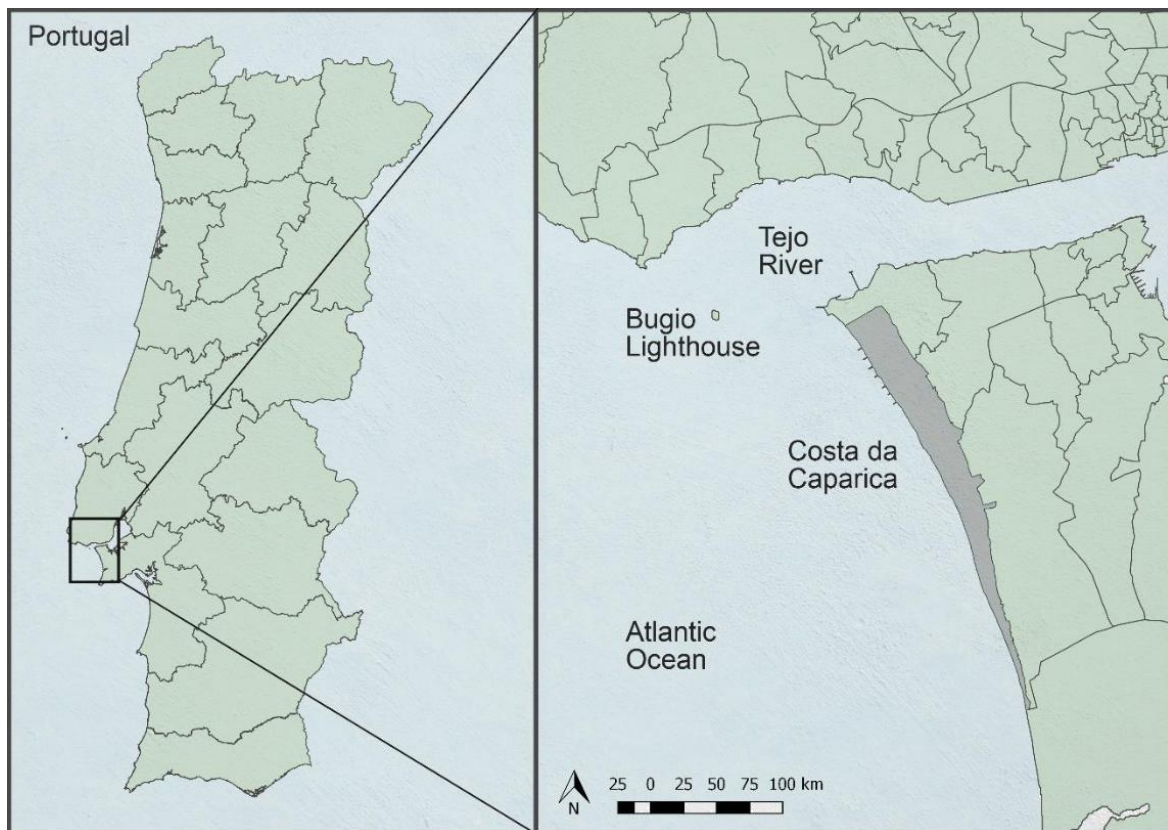 Portugal
Tejo
River
Bugio
Lighthouse
Costa da
Caparica
Atlantic
Ocean
N
25 0 25 50 75 100 km